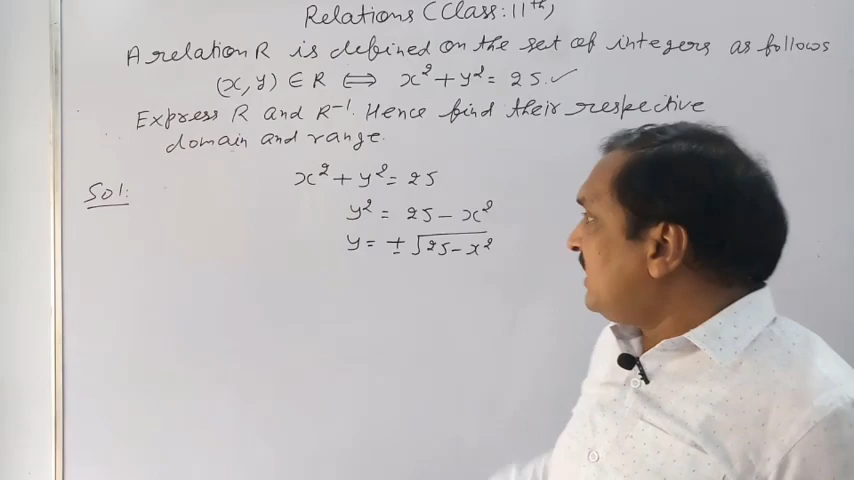 Relations (Class: 11th)
A relation R is defined on the set of integers as follows
(x, y) ∈ R ⟺ x² + y² = 25. ✓
Express R and R⁻¹. Hence find their respective
domain and range.
Sol:
x² + y² = 25
y² = 25 - x²
y = ± √25 - x²